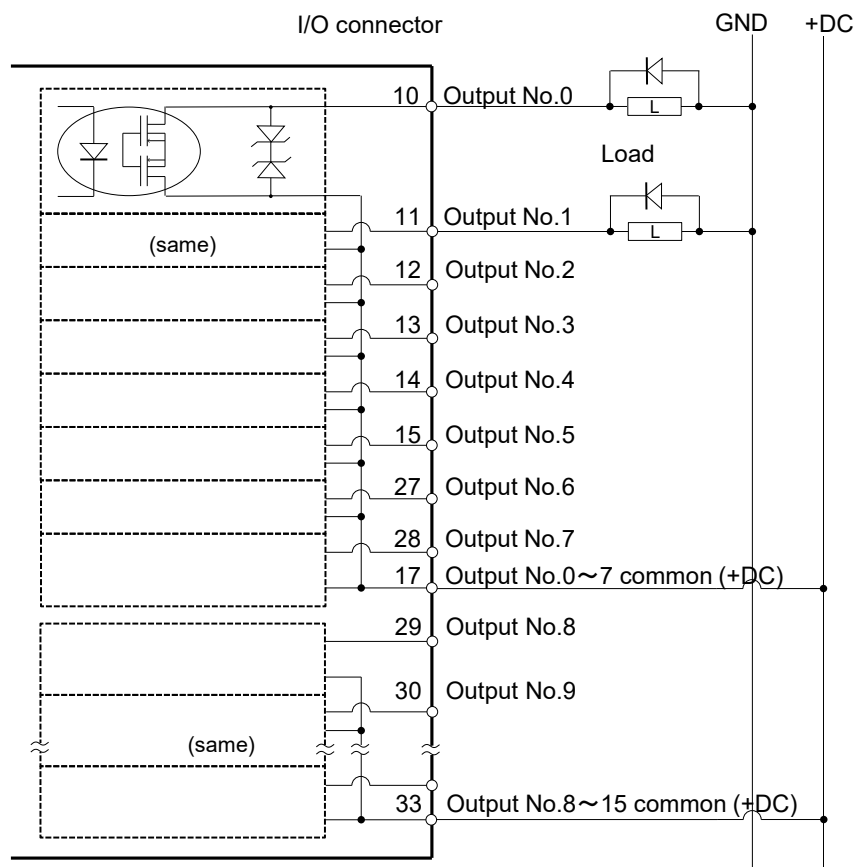 I/O connector GND +DC
10 Output No.0 L
Load
11 Output No.1 L
(same)
12 Output No.2
13 Output No.3
14 Output No.4
15 Output No.5
27 Output No.6
28 Output No.7
17 Output No.0～7 common (+DC)
29 Output No.8
30 Output No.9
(same)
33 Output No.8～15 common (+DC)